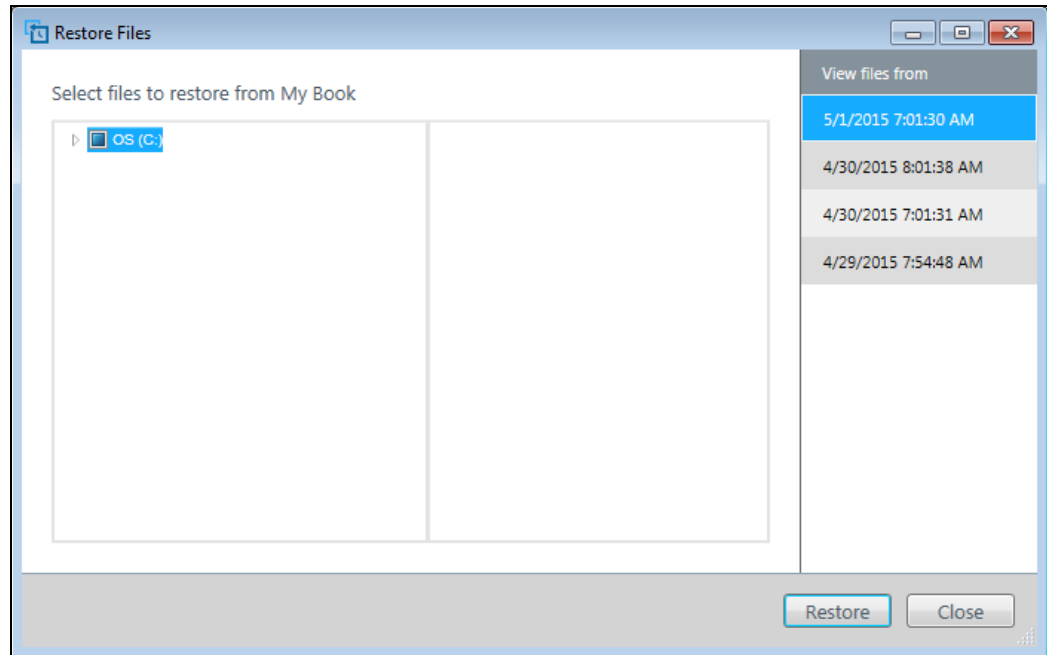 Restore Files
Select files to restore from My Book
OS (C:)
View files from
5/1/2015 7:01:30 AM
4/30/2015 8:01:38 AM
4/30/2015 7:01:31 AM
4/29/2015 7:54:48 AM
Restore
Close